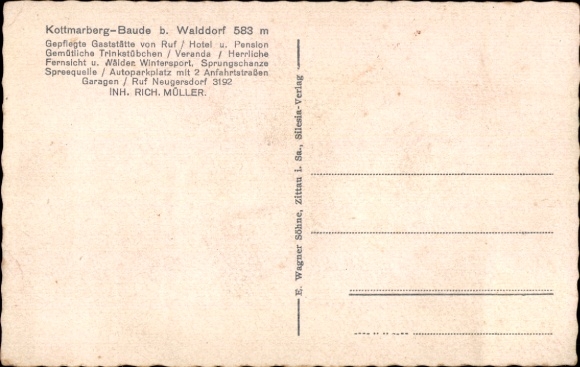 Kottmarberg-Baude b. Walddorf 583 m
Gepflegte Gaststätte von Ruf / Hotel u. Pension
Gemütliche Trinkstübchen / Veranda / Herrliche
Fernsicht u. Wälder, Wintersport, Sprungschanze
Spreequelle / Autoparkplatz mit 2 Anfahrtstraßen
Garagen / Ruf Neugersdorf 3192
INH. RICH. MÜLLER.
E. Wagner Söhne, Zittau i. Sa., Silesia-Verlag